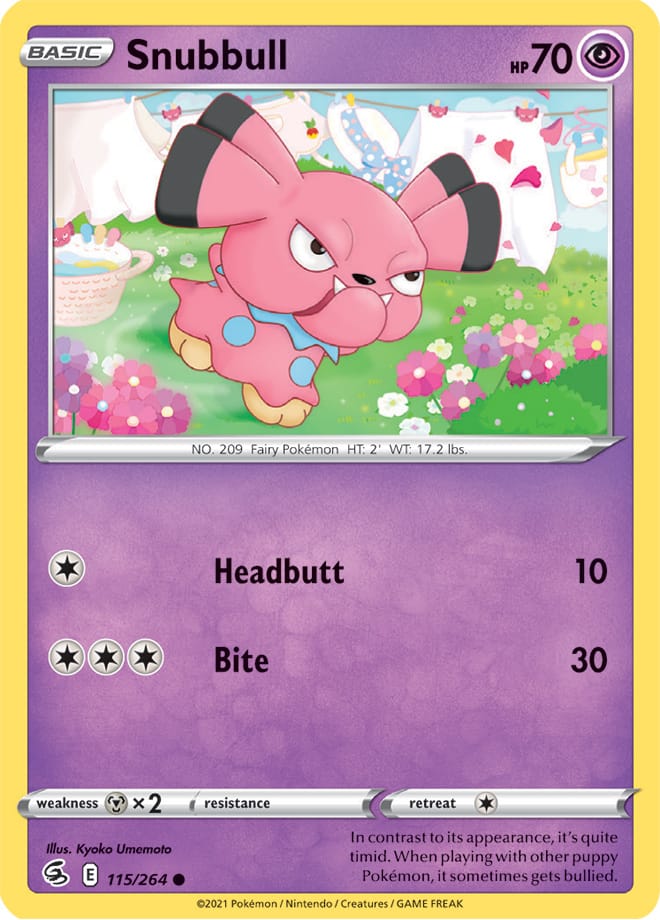 BASIC Snubbull HP70
NO. 209 Fairy Pokémon HT: 2' WT: 17.2 lbs.
Headbutt 10
Bite 30
weakness ×2 resistance retreat
Illus. Kyoko Umemoto
In contrast to its appearance, it's quite
timid. When playing with other puppy
Pokémon, it sometimes gets bullied.
E 115/264
©2021 Pokémon / Nintendo / Creatures / GAME FREAK